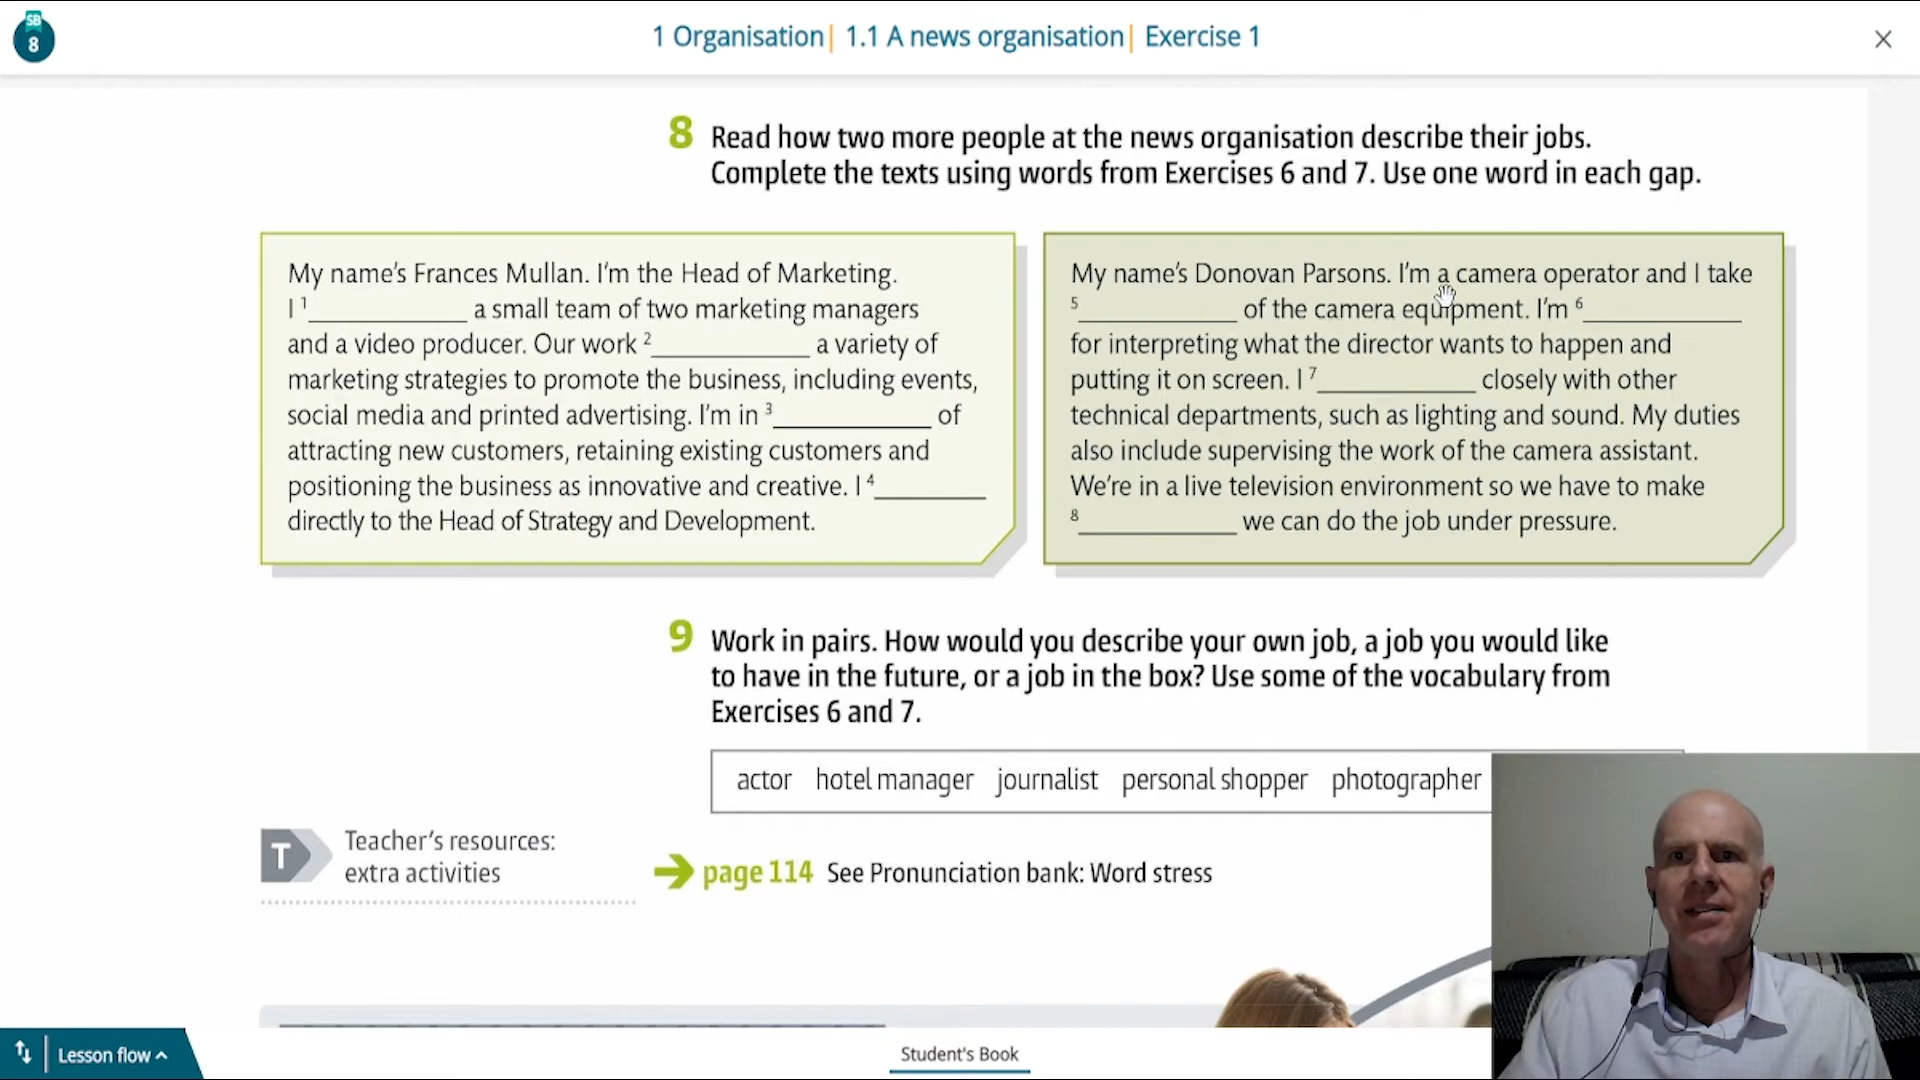 SB
8
1 Organisation | 1.1 A news organisation | Exercise 1
8 Read how two more people at the news organisation describe their jobs.
Complete the texts using words from Exercises 6 and 7. Use one word in each gap.
My name's Frances Mullan. I'm the Head of Marketing.
I 1____________ a small team of two marketing managers
and a video producer. Our work 2____________ a variety of
marketing strategies to promote the business, including events,
social media and printed advertising. I'm in 3____________ of
attracting new customers, retaining existing customers and
positioning the business as innovative and creative. I 4_________
directly to the Head of Strategy and Development.
My name's Donovan Parsons. I'm a camera operator and I take
5____________ of the camera equipment. I'm 6____________
for interpreting what the director wants to happen and
putting it on screen. I 7____________ closely with other
technical departments, such as lighting and sound. My duties
also include supervising the work of the camera assistant.
We're in a live television environment so we have to make
8____________ we can do the job under pressure.
9 Work in pairs. How would you describe your own job, a job you would like
to have in the future, or a job in the box? Use some of the vocabulary from
Exercises 6 and 7.
actor hotel manager journalist personal shopper photographer
T Teacher's resources:
extra activities
page 114 See Pronunciation bank: Word stress
Lesson flow
Student's Book